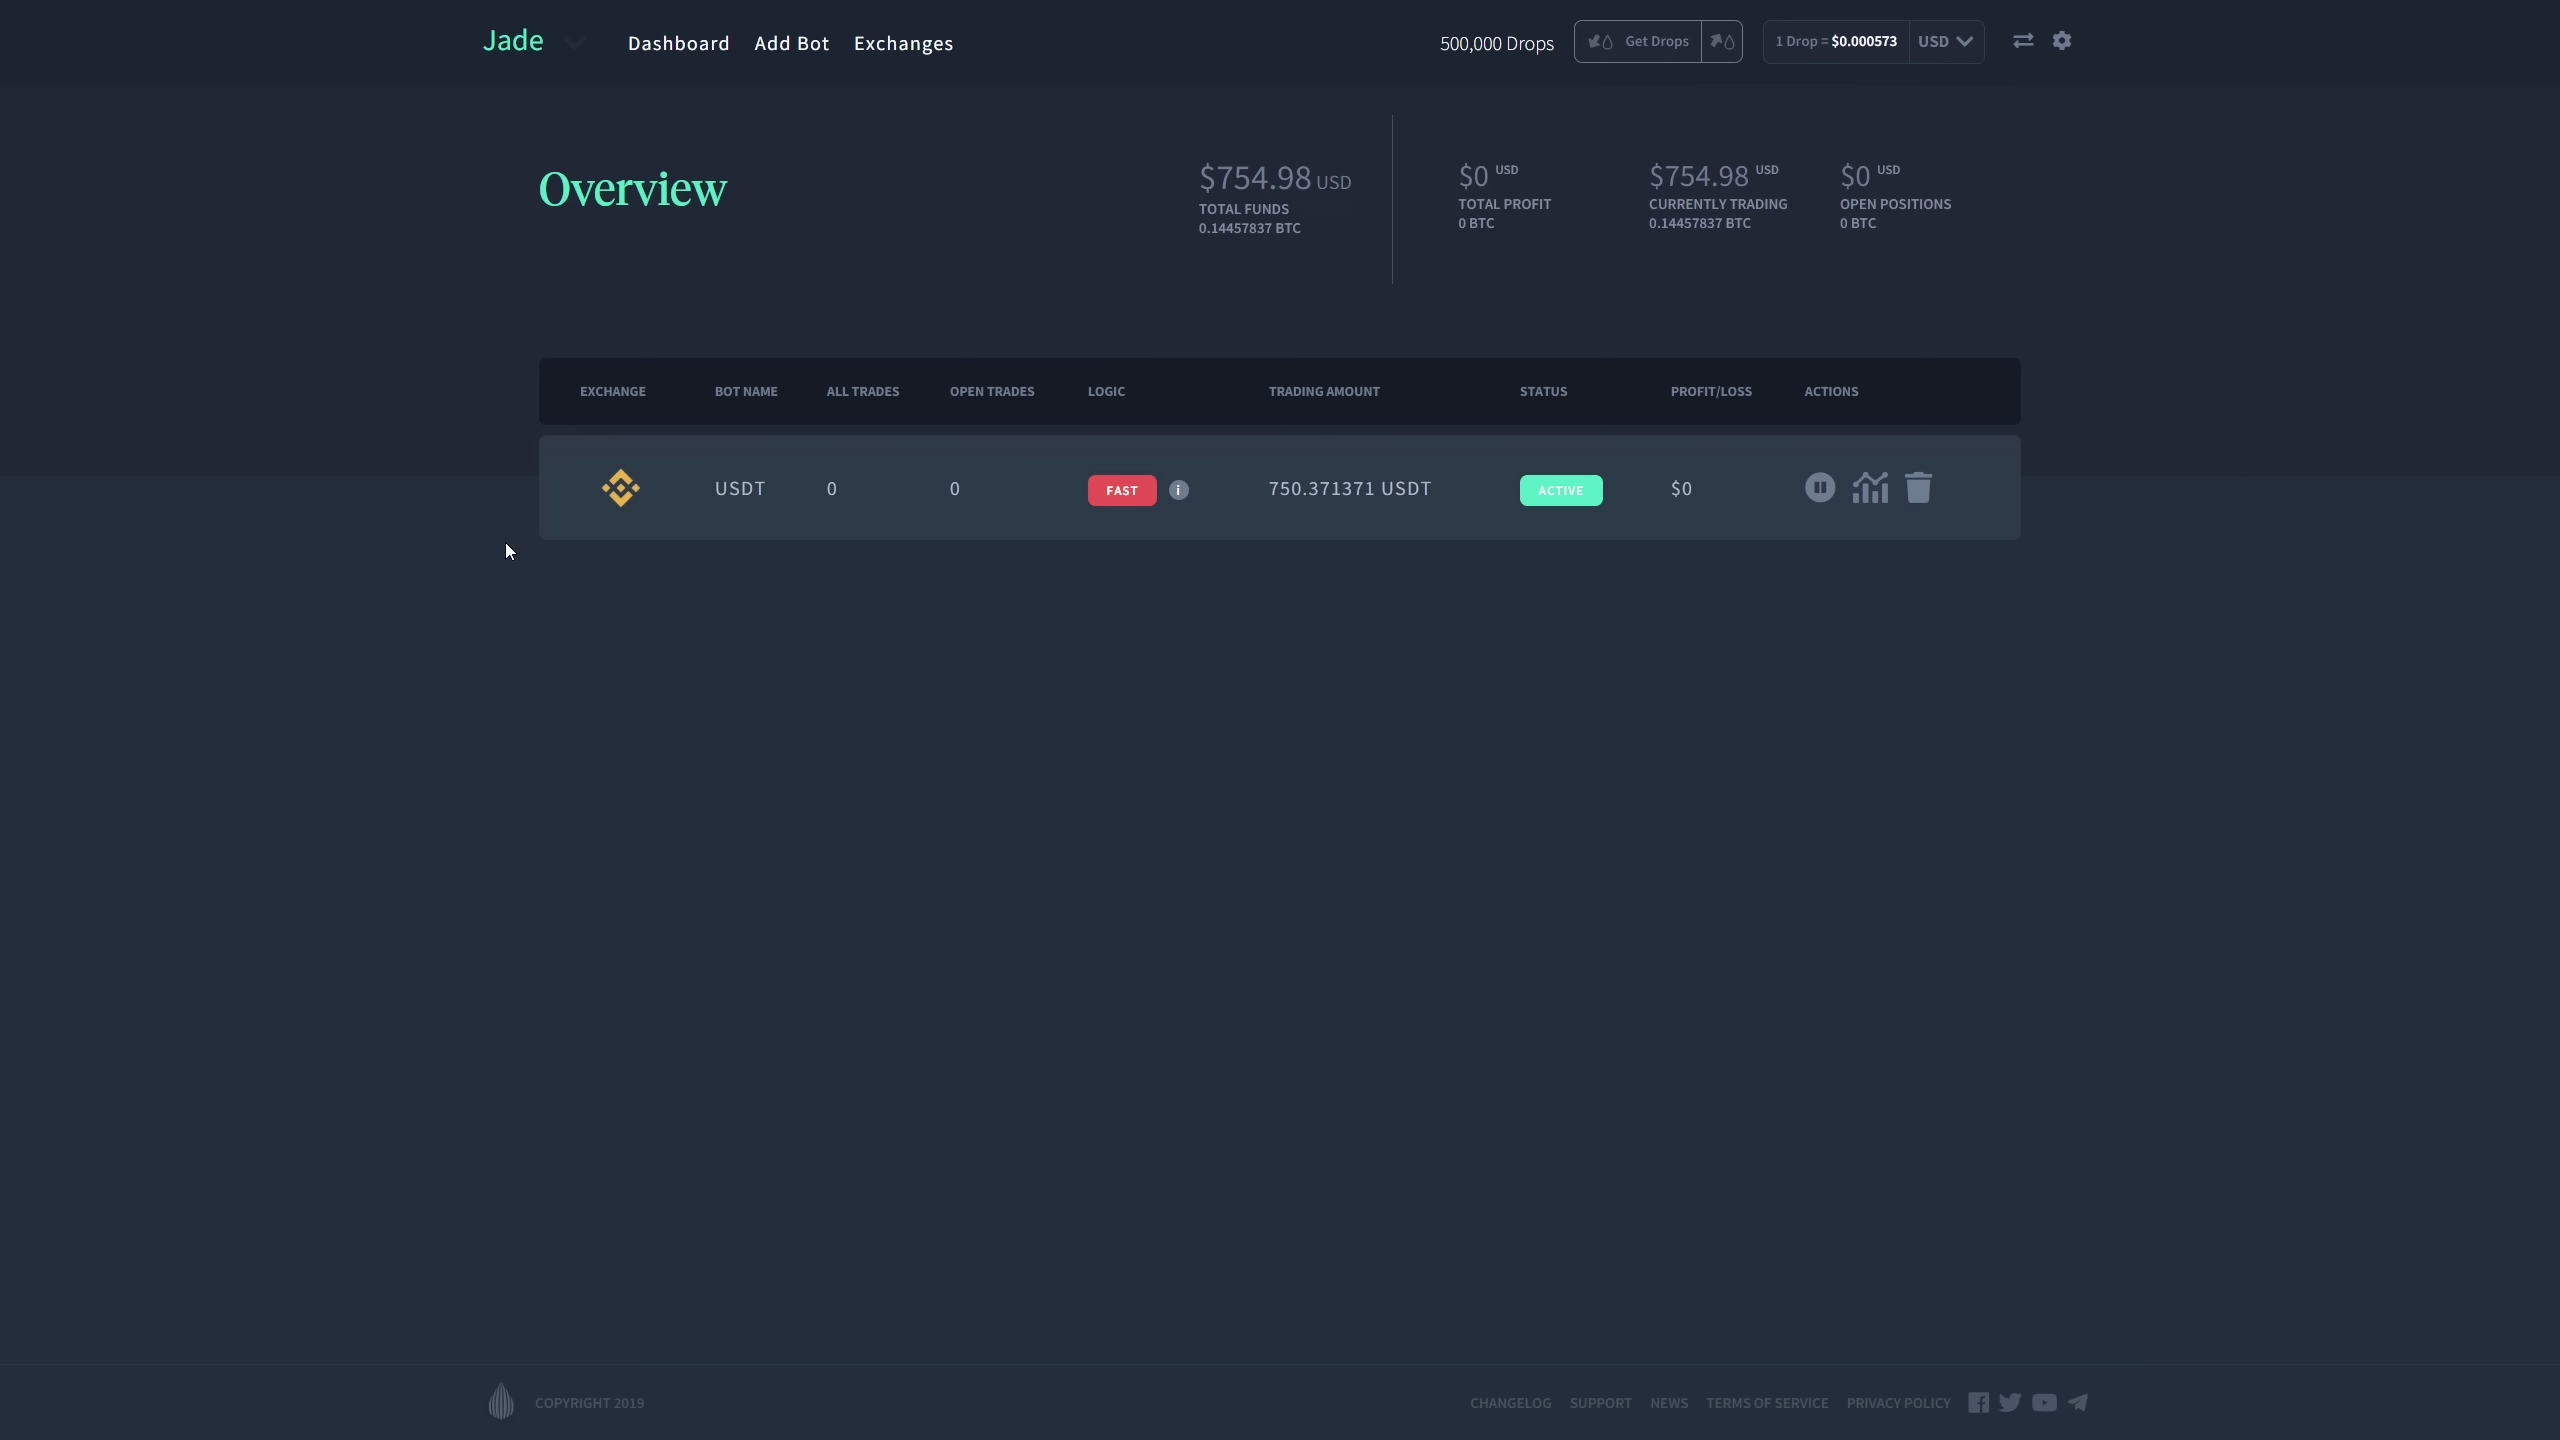 Jade Dashboard Add Bot Exchanges 500,000 Drops Get Drops 1 Drop = $0.000573 USD
Overview
$754.98 USD
TOTAL FUNDS
0.14457837 BTC
$0 USD
TOTAL PROFIT
0 BTC
$754.98 USD
CURRENTLY TRADING
0.14457837 BTC
$0 USD
OPEN POSITIONS
0 BTC
EXCHANGE BOT NAME ALL TRADES OPEN TRADES LOGIC TRADING AMOUNT STATUS PROFIT/LOSS ACTIONS
USDT 0 0 FAST i 750.371371 USDT ACTIVE $0
COPYRIGHT 2019 CHANGELOG SUPPORT NEWS TERMS OF SERVICE PRIVACY POLICY